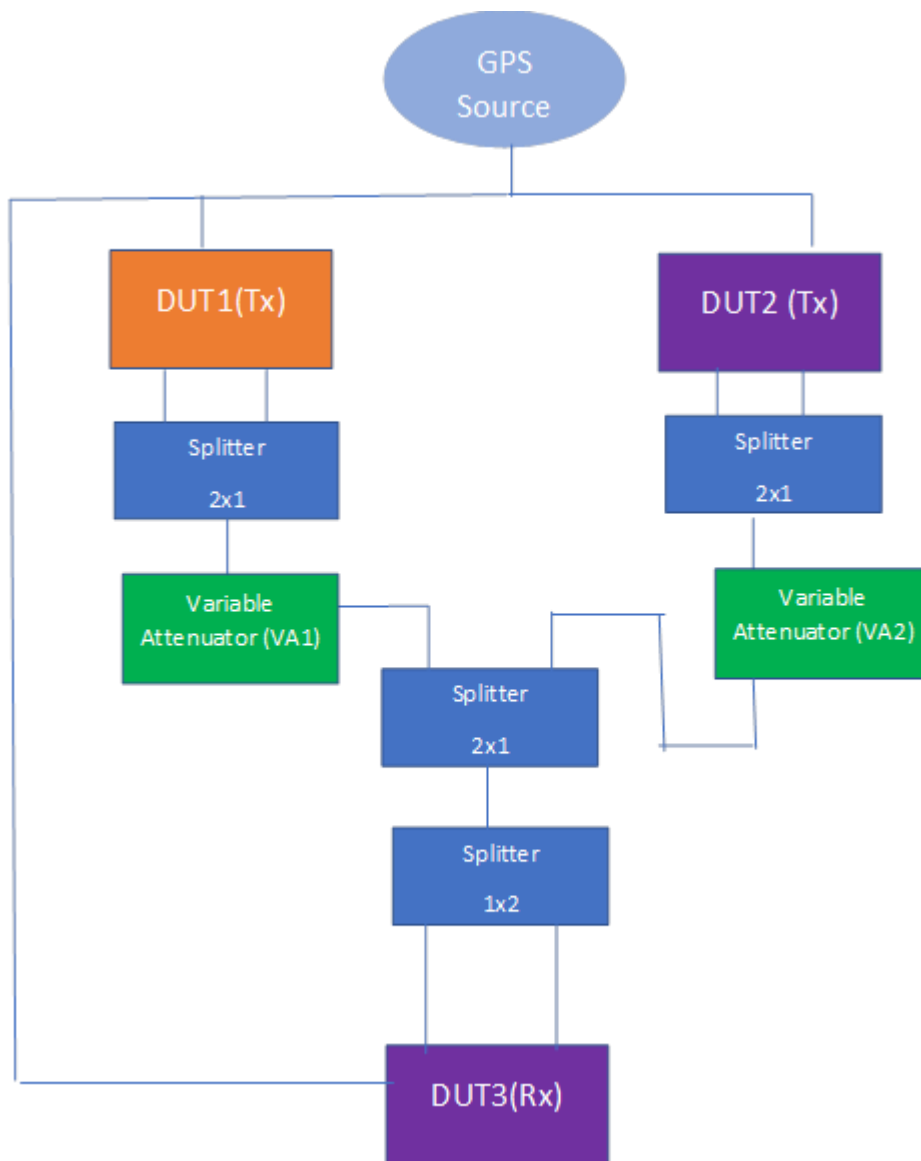 GPS
Source
DUT1(Tx)
DUT2 (Tx)
Splitter
2x1
Splitter
2x1
Variable
Attenuator (VA1)
Variable
Attenuator (VA2)
Splitter
2x1
Splitter
1x2
DUT3(Rx)